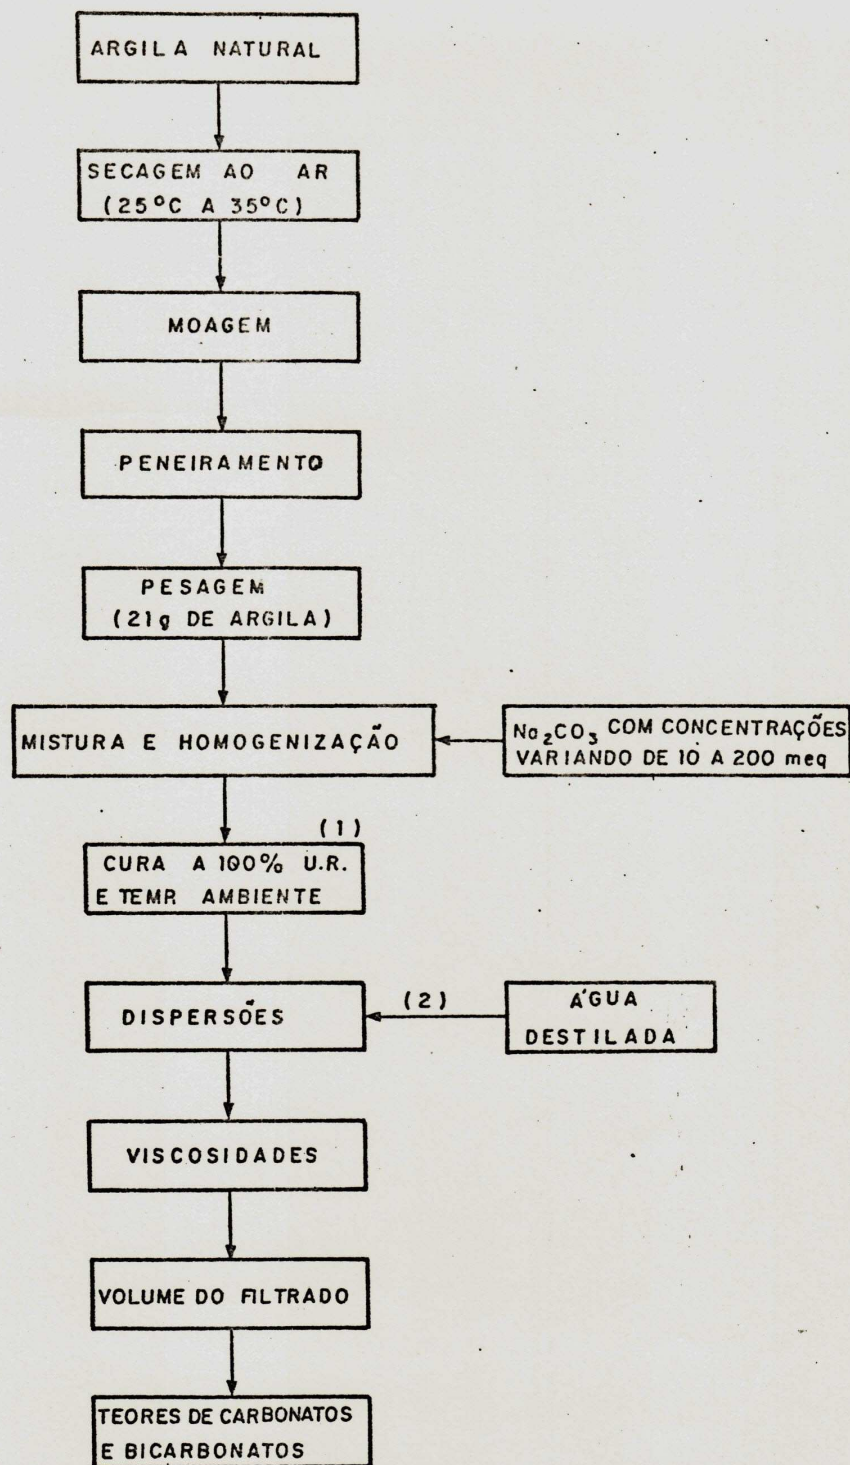 ARGILA NATURAL
SECAGEM AO AR
(25°C A 35°C)
MOAGEM
PENEIRAMENTO
PESAGEM
(21g DE ARGILA)
MISTURA E HOMOGENIZAÇÃO
Na₂CO₃ COM CONCENTRAÇÕES
VARIANDO DE 10 A 200 meq
(1)
CURA A 100% U.R.
E TEMP. AMBIENTE
DISPERSÕES
(2)
ÁGUA
DESTILADA
VISCOSIDADES
VOLUME DO FILTRADO
TEORES DE CARBONATOS
E BICARBONATOS